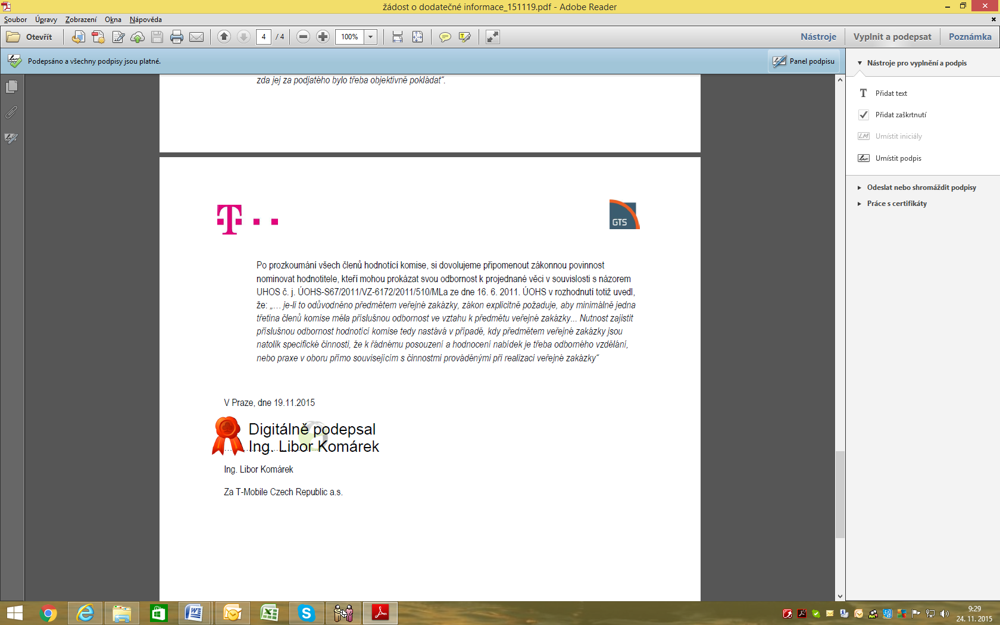 žádost o dodatečné informace_151119.pdf - Adobe Reader
Soubor Úpravy Zobrazení Okna Nápověda
Otevřít 4 / 4 100% Nástroje Vyplnit a podepsat Poznámka
Podepsáno a všechny podpisy jsou platné. Panel podpisu
Nástroje pro vyplnění a podpis
Přidat text
Přidat zaškrtnutí
LM Umístit iniciály
Umístit podpis
Odeslat nebo shromáždit podpisy
Práce s certifikáty
zda jej za podjatého bylo třeba objektivně pokládat“.
T
GTS
Po prozkoumání všech členů hodnotící komise, si dovolujeme připomenout zákonnou povinnost
nominovat hodnotitele, kteří mohou prokázat svou odbornost k projednané věci v souvislosti s názorem
UHOS č. j. ÚOHS-S67/2011/VZ-6172/2011/510/MLa ze dne 16. 6. 2011. ÚOHS v rozhodnutí totiž uvedl,
že: „… je-li to odůvodněno předmětem veřejné zakázky, zákon explicitně požaduje, aby minimálně jedna
třetina členů komise měla příslušnou odbornost ve vztahu k předmětu veřejné zakázky... Nutnost zajistit
příslušnou odbornost hodnotící komise tedy nastává v případě, kdy předmětem veřejné zakázky jsou
natolik specifické činnosti, že k řádnému posouzení a hodnocení nabídek je třeba odborného vzdělání,
nebo praxe v oboru přímo souvisejícím s činnostmi prováděnými při realizaci veřejné zakázky“
V Praze, dne 19.11.2015
Digitálně podepsal
Ing. Libor Komárek
Ing. Libor Komárek
Za T-Mobile Czech Republic a.s.
9:29
24. 11. 2015